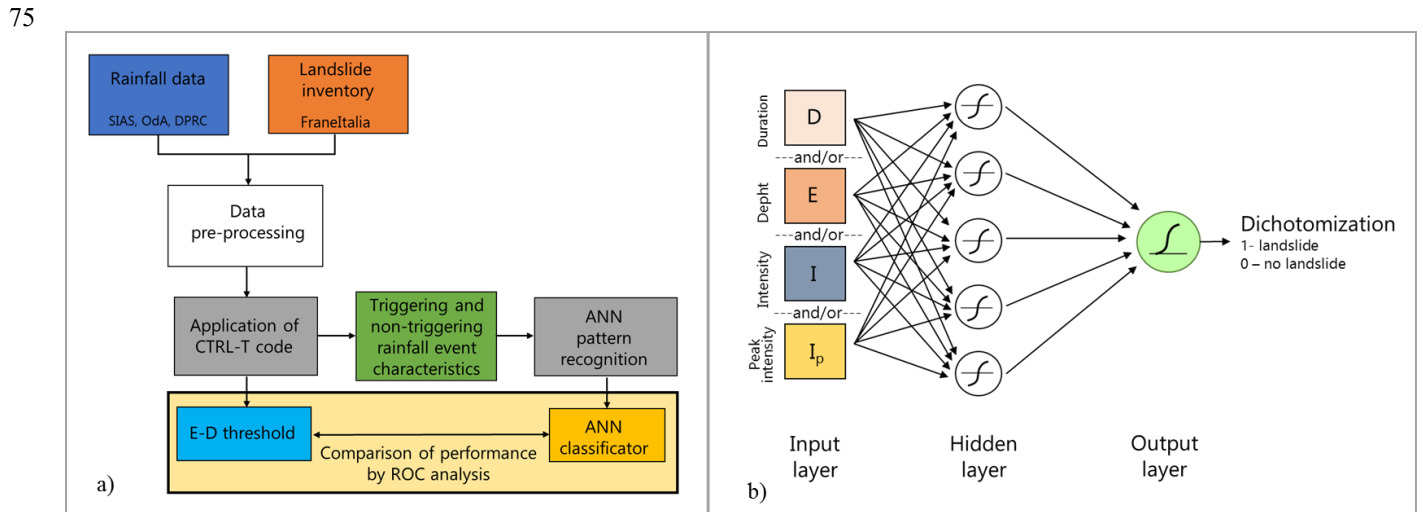 75
Rainfall data
SIAS, OdA, DPRC
Landslide
inventory
FraneItalia
Data
pre-processing
Application of
CTRL-T code
Triggering and
non-triggering
rainfall event
characteristics
ANN
pattern
recognition
E-D threshold
ANN
classificator
Comparison of performance
by ROC analysis
a)
Duration
D
---and/or---
Depht
E
---and/or---
Intensity
I
---and/or---
Peak
intensity
Ip
Dichotomization
1- landslide
0 – no landslide
Input
layer
Hidden
layer
Output
layer
b)